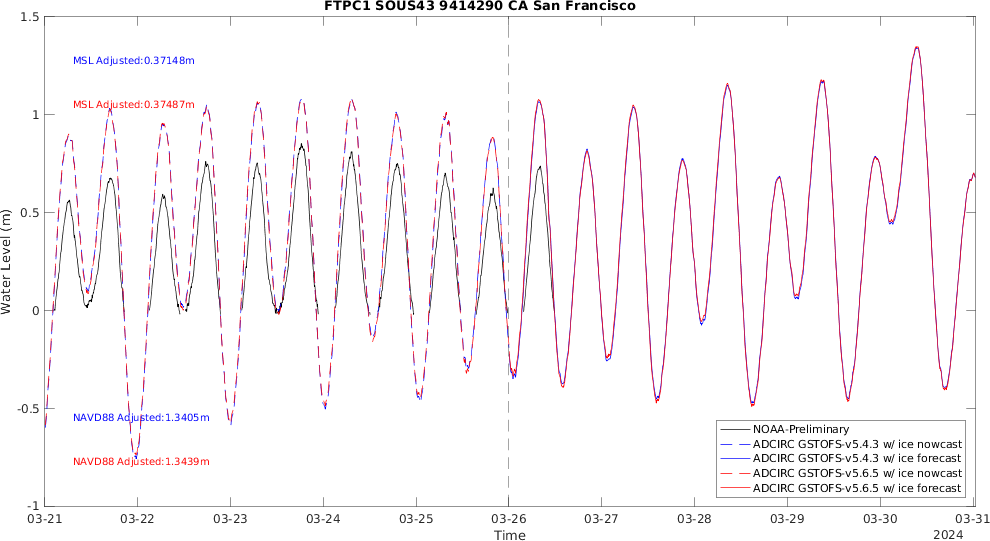 FTPC1 SOUS43 9414290 CA San Francisco
1.5
1
0.5
0
-0.5
-1
Water Level (m)
MSL Adjusted:0.37148m
MSL Adjusted:0.37487m
NAVD88 Adjusted:1.3405m
NAVD88 Adjusted:1.3439m
NOAA-Preliminary
ADCIRC GSTOFS-v5.4.3 w/ ice nowcast
ADCIRC GSTOFS-v5.4.3 w/ ice forecast
ADCIRC GSTOFS-v5.6.5 w/ ice nowcast
ADCIRC GSTOFS-v5.6.5 w/ ice forecast
03-21 03-22 03-23 03-24 03-25 03-26 03-27 03-28 03-29 03-30 03-31
Time
2024